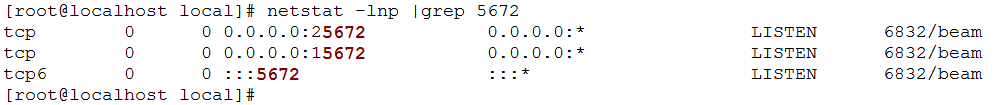 [root@localhost local]# netstat -lnp |grep 5672
tcp        0      0 0.0.0.0:25672           0.0.0.0:*               LISTEN      6832/beam
tcp        0      0 0.0.0.0:15672           0.0.0.0:*               LISTEN      6832/beam
tcp6       0      0 :::5672                 :::*                    LISTEN      6832/beam
[root@localhost local]#